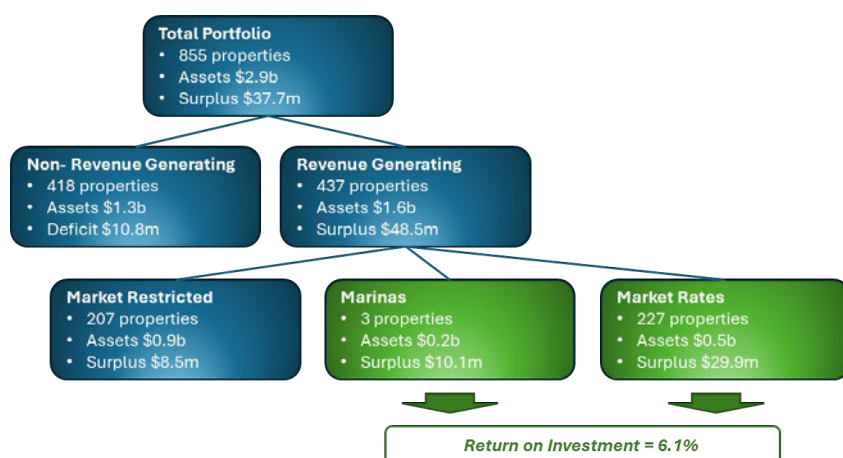 Total Portfolio
• 855 properties
• Assets $2.9b
• Surplus $37.7m
Non- Revenue Generating
• 418 properties
• Assets $1.3b
• Deficit $10.8m
Revenue Generating
• 437 properties
• Assets $1.6b
• Surplus $48.5m
Market Restricted
• 207 properties
• Assets $0.9b
• Surplus $8.5m
Marinas
• 3 properties
• Assets $0.2b
• Surplus $10.1m
Market Rates
• 227 properties
• Assets $0.5b
• Surplus $29.9m
Return on Investment = 6.1%